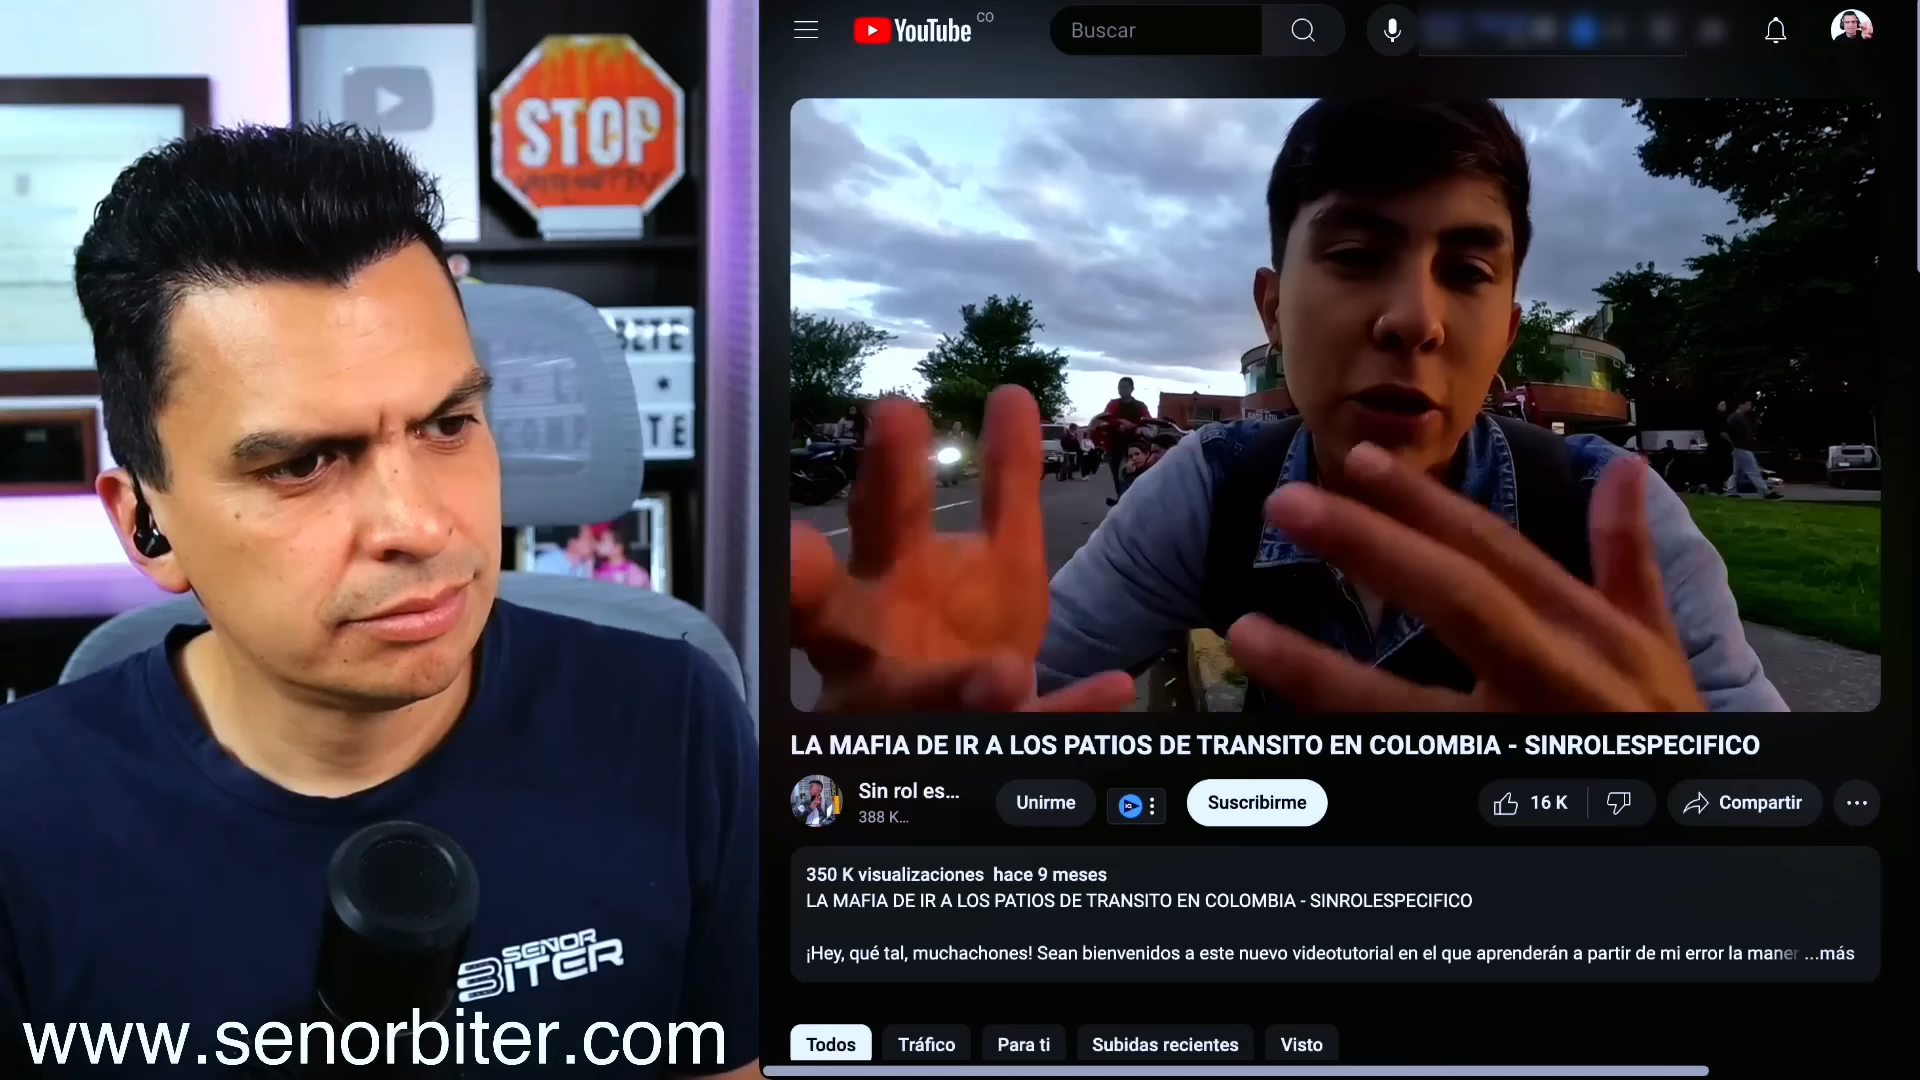 STOP
SENOR
BITER
www.senorbiter.com
YouTube CO
Buscar
LA MAFIA DE IR A LOS PATIOS DE TRANSITO EN COLOMBIA - SINROLESPECIFICO
Sin rol es...
388 K...
Unirme
Suscribirme
16 K
Compartir
350 K visualizaciones hace 9 meses
LA MAFIA DE IR A LOS PATIOS DE TRANSITO EN COLOMBIA - SINROLESPECIFICO
¡Hey, qué tal, muchachones! Sean bienvenidos a este nuevo videotutorial en el que aprenderán a partir de mi error la maner ...más
Todos
Tráfico
Para ti
Subidas recientes
Visto